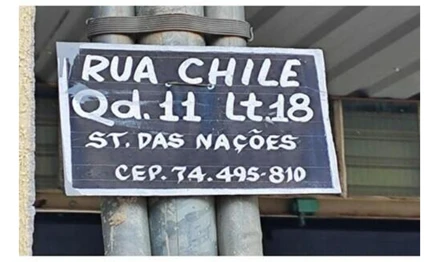 RUA CHILE
Qd.11 Lt.18
ST. DAS NAÇÕES
CEP. 74.495-810